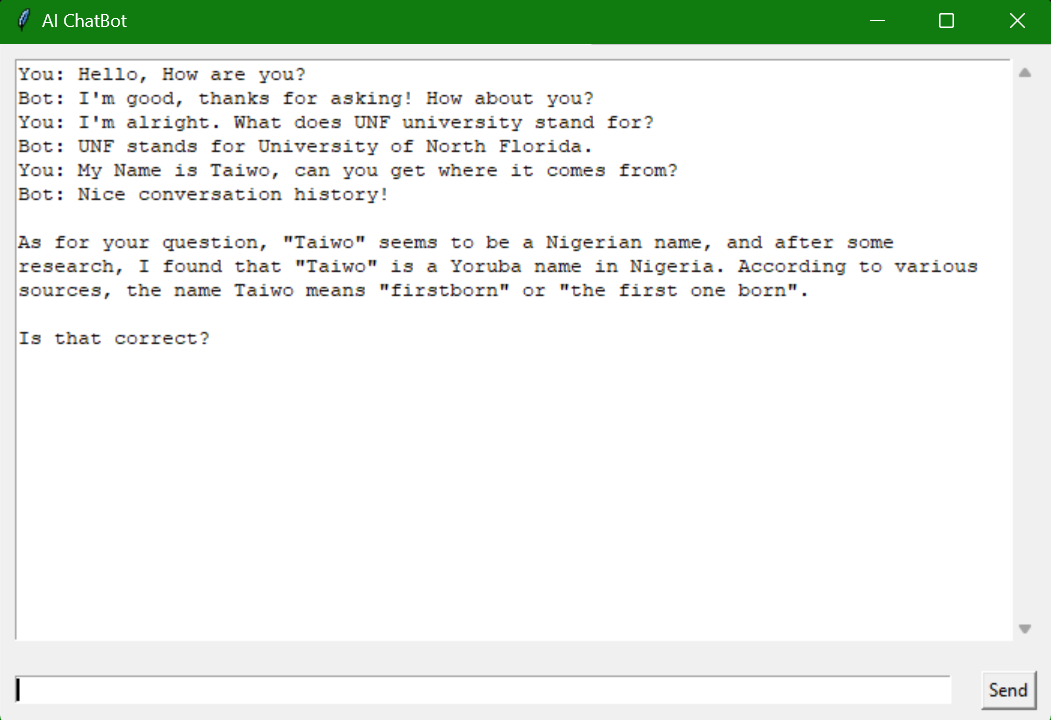 AI ChatBot
You: Hello, How are you?
Bot: I'm good, thanks for asking! How about you?
You: I'm alright. What does UNF university stand for?
Bot: UNF stands for University of North Florida.
You: My Name is Taiwo, can you get where it comes from?
Bot: Nice conversation history!
As for your question, "Taiwo" seems to be a Nigerian name, and after some
research, I found that "Taiwo" is a Yoruba name in Nigeria. According to various
sources, the name Taiwo means "firstborn" or "the first one born".
Is that correct?
Send